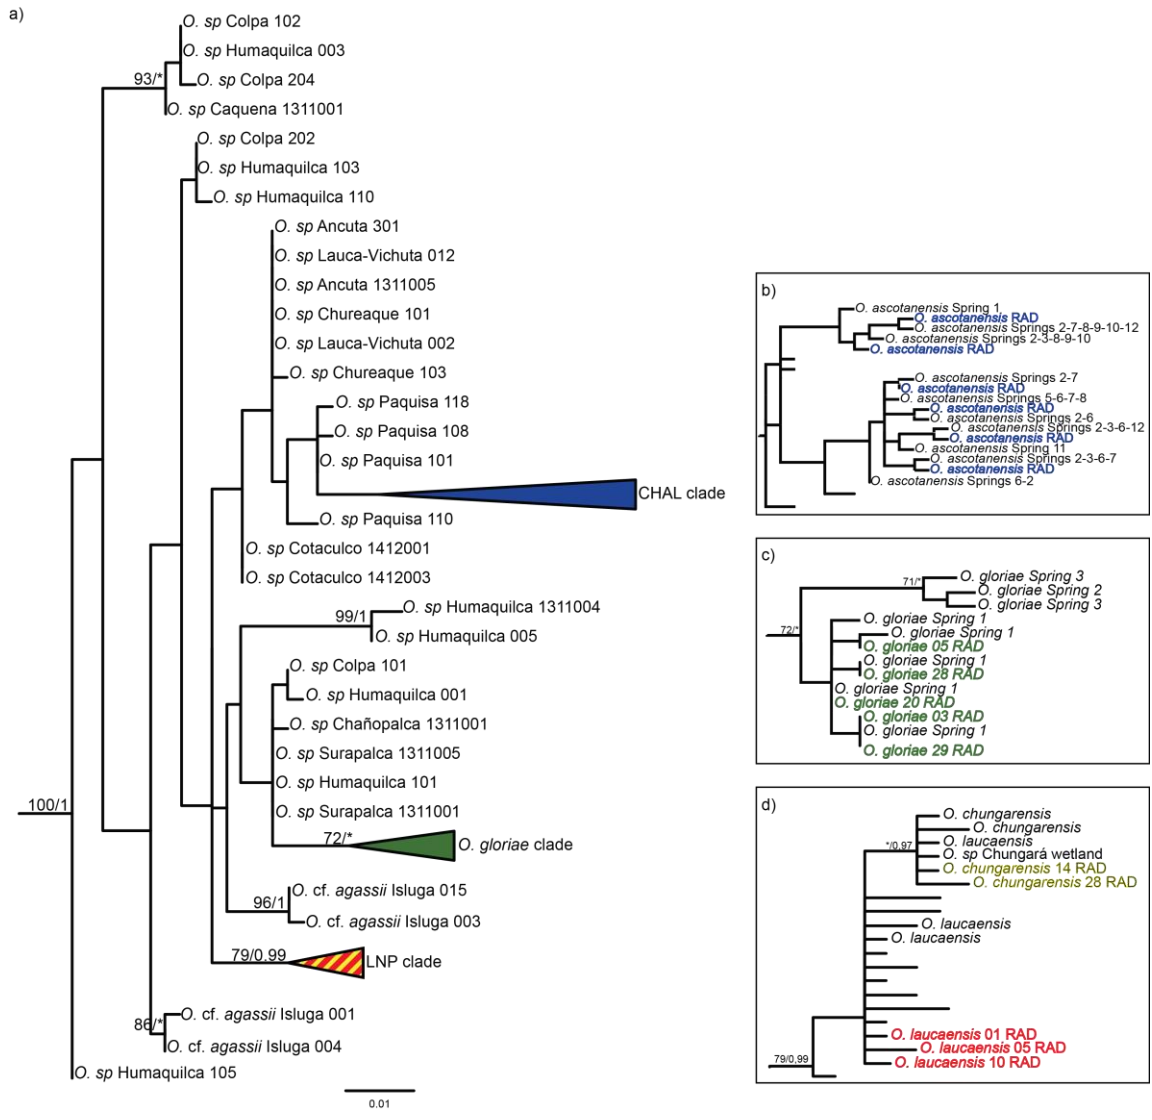 a)
O. sp Colpa 102
O. sp Humaquilca 003
93/*
O. sp Colpa 204
O. sp Caquena 1311001
O. sp Colpa 202
O. sp Humaquilca 103
O. sp Humaquilca 110
O. sp Ancuta 301
O. sp Lauca-Vichuta 012
O. sp Ancuta 1311005
O. sp Chureaque 101
O. sp Lauca-Vichuta 002
O. sp Chureaque 103
O. sp Paquisa 118
O. sp Paquisa 108
O. sp Paquisa 101
CHAL clade
O. sp Paquisa 110
O. sp Cotaculco 1412001
O. sp Cotaculco 1412003
O. sp Humaquilca 1311004
99/1
O. sp Humaquilca 005
O. sp Colpa 101
O. sp Humaquilca 001
O. sp Chañopalca 1311001
O. sp Surapalca 1311005
O. sp Humaquilca 101
O. sp Surapalca 1311001
100/1
72/*
O. gloriae clade
O. cf. agassii Isluga 015
96/1
O. cf. agassii Isluga 003
79/0,99
LNP clade
O. cf. agassii Isluga 001
86/*
O. cf. agassii Isluga 004
O. sp Humaquilca 105
0.01
b)
O. ascotanensis Spring 1
O. ascotanensis RAD
O. ascotanensis Springs 2-7-8-9-10-12
O. ascotanensis Springs 2-3-8-9-10
O. ascotanensis RAD
O. ascotanensis Springs 2-7
O. ascotanensis RAD
O. ascotanensis Springs 5-6-7-8
O. ascotanensis RAD
O. ascotanensis Springs 2-6
O. ascotanensis Springs 2-3-6-12
O. ascotanensis RAD
O. ascotanensis Spring 11
O. ascotanensis Springs 2-3-6-7
O. ascotanensis RAD
O. ascotanensis Springs 6-2
c)
O. gloriae Spring 3
71/*
O. gloriae Spring 2
O. gloriae Spring 3
O. gloriae Spring 1
72/*
O. gloriae Spring 1
O. gloriae 05 RAD
O. gloriae Spring 1
O. gloriae 28 RAD
O. gloriae Spring 1
O. gloriae 20 RAD
O. gloriae 03 RAD
O. gloriae Spring 1
O. gloriae 29 RAD
d)
O. chungarensis
O. chungarensis
O. laucaensis
*/0,97
O. sp Chungará wetland
O. chungarensis 14 RAD
O. chungarensis 28 RAD
O. laucaensis
O. laucaensis
O. laucaensis 01 RAD
O. laucaensis 05 RAD
79/0,99
O. laucaensis 10 RAD